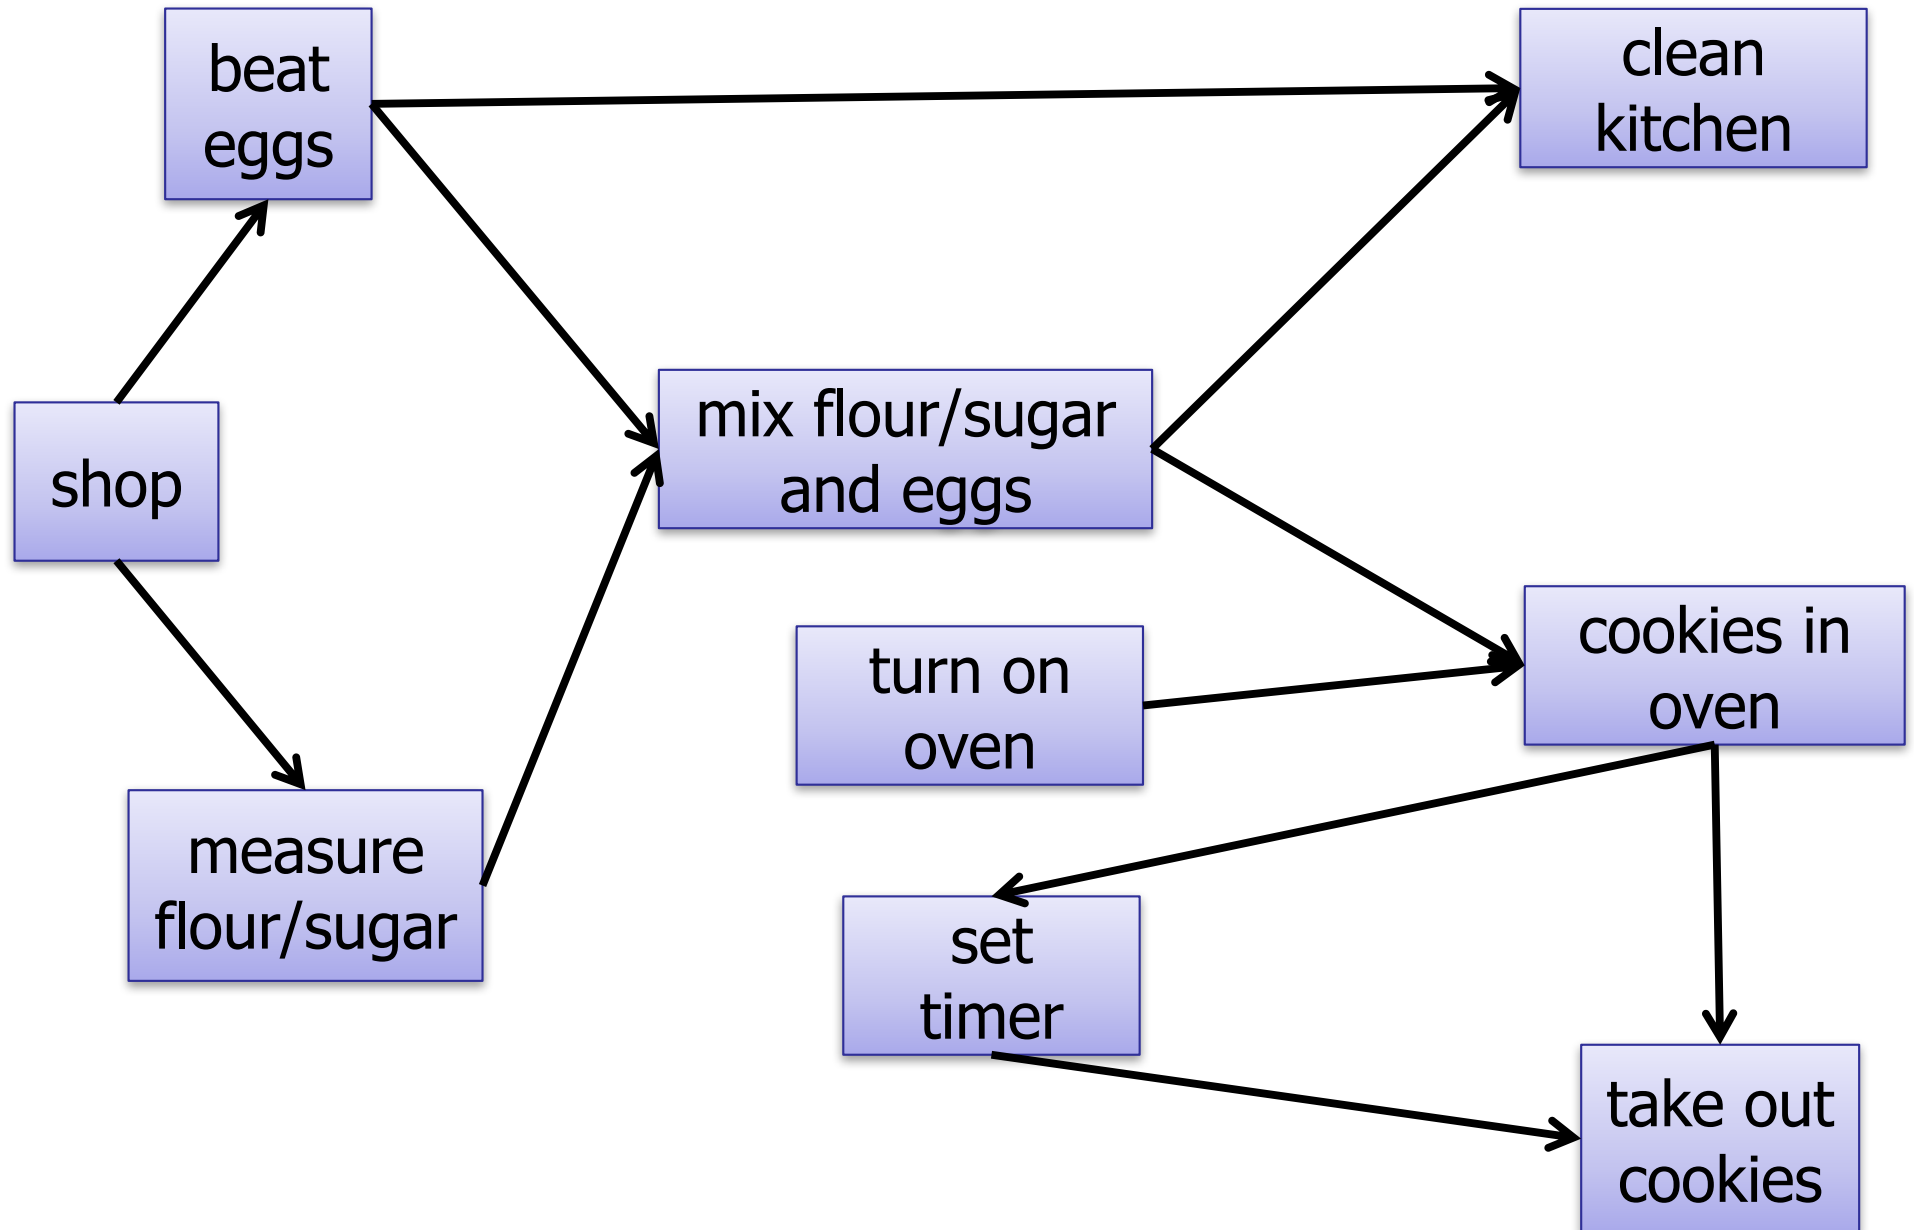 beat
eggs
clean
kitchen
shop
mix flour/sugar
and eggs
turn on
oven
cookies in
oven
measure
flour/sugar
set
timer
take out
cookies